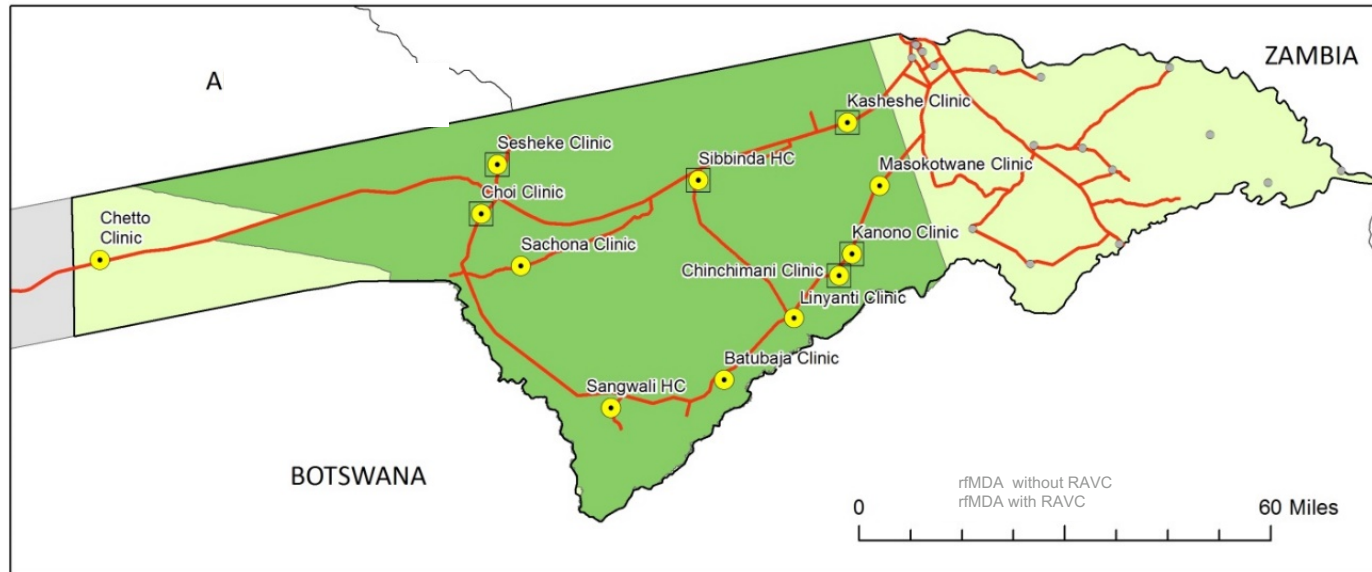 A
ZAMBIA
Kasheshe Clinic
Sesheke Clinic
Sibbinda HC
Masokotwane Clinic
Choi Clinic
Chetto
Clinic
Sachona Clinic
Kanono Clinic
Chinchimani Clinic
Linyanti Clinic
Batubaja Clinic
Sangwali HC
BOTSWANA
rfMDA without RAVC
rfMDA with RAVC
0 60 Miles